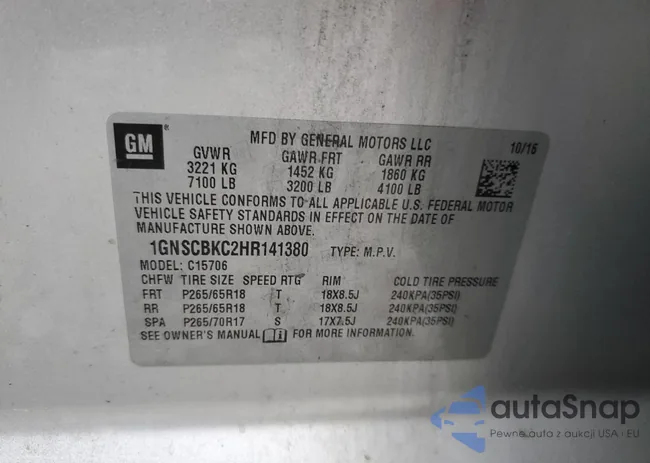 GM ®
MFD BY GENERAL MOTORS LLC
10/16
GVWR GAWR FRT GAWR RR
3221 KG 1452 KG 1860 KG
7100 LB 3200 LB 4100 LB
THIS VEHICLE CONFORMS TO ALL APPLICABLE U.S. FEDERAL MOTOR
VEHICLE SAFETY STANDARDS IN EFFECT ON THE DATE OF
MANUFACTURE SHOWN ABOVE.
1GNSCBKC2HR141380 TYPE: M.P.V.
MODEL: C15706
CHFW TIRE SIZE SPEED RTG RIM COLD TIRE PRESSURE
FRT P265/65R18 T 18X8.5J 240KPA(35PSI)
RR P265/65R18 T 18X8.5J 240KPA(35PSI)
SPA P265/70R17 S 17X7.5J 240KPA(35PSI)
SEE OWNER'S MANUAL FOR MORE INFORMATION.
autaSnap
Pewne auto z aukcji USA i EU